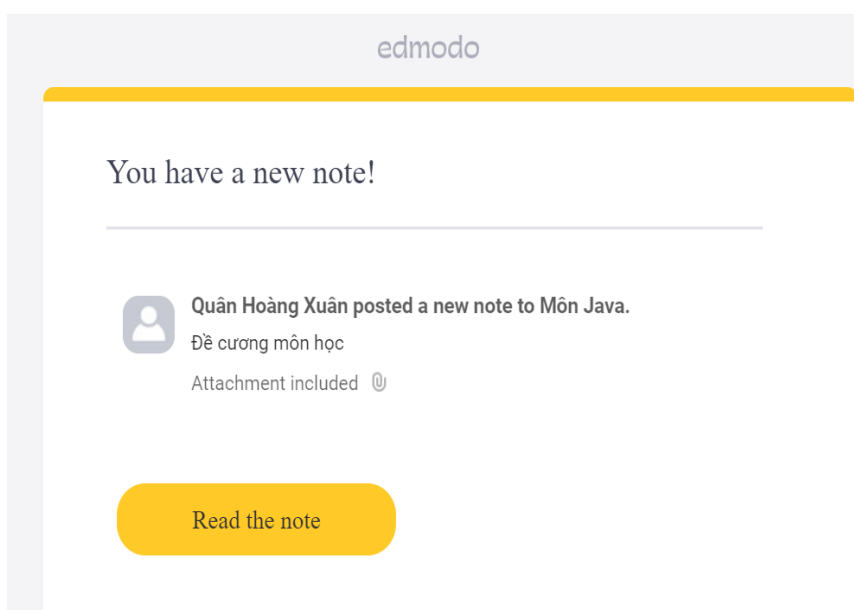 edmodo
You have a new note!
Quân Hoàng Xuân posted a new note to Môn Java.
Đề cương môn học
Attachment included
Read the note